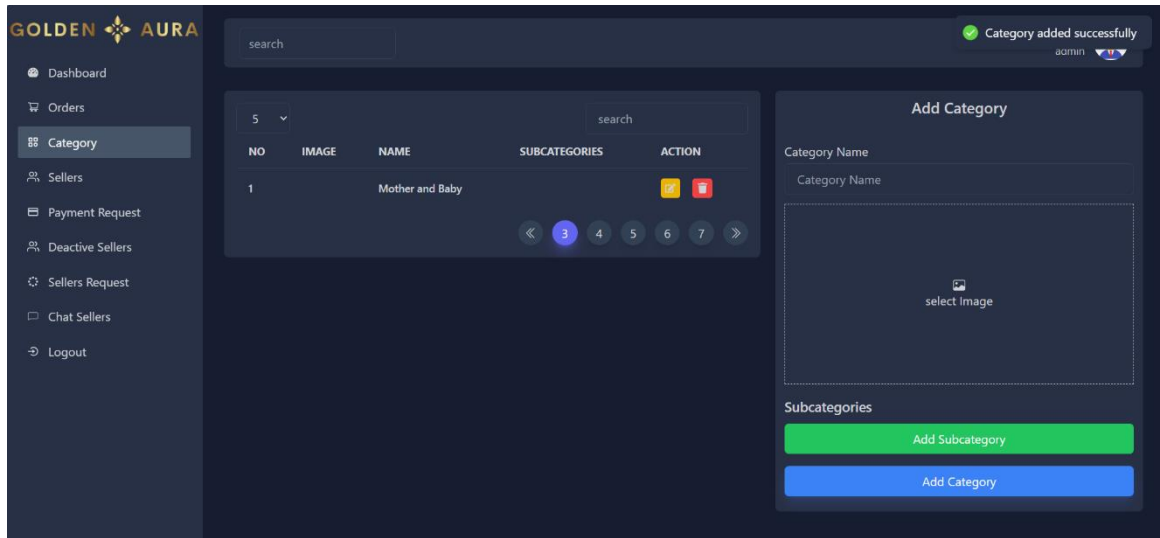 GOLDEN AURA
Dashboard
Orders
Category
Sellers
Payment Request
Deactive Sellers
Sellers Request
Chat Sellers
Logout
search
Category added successfully
admin
5
search
NO IMAGE NAME SUBCATEGORIES ACTION
1 Mother and Baby
3 4 5 6 7
Add Category
Category Name
Category Name
select Image
Subcategories
Add Subcategory
Add Category